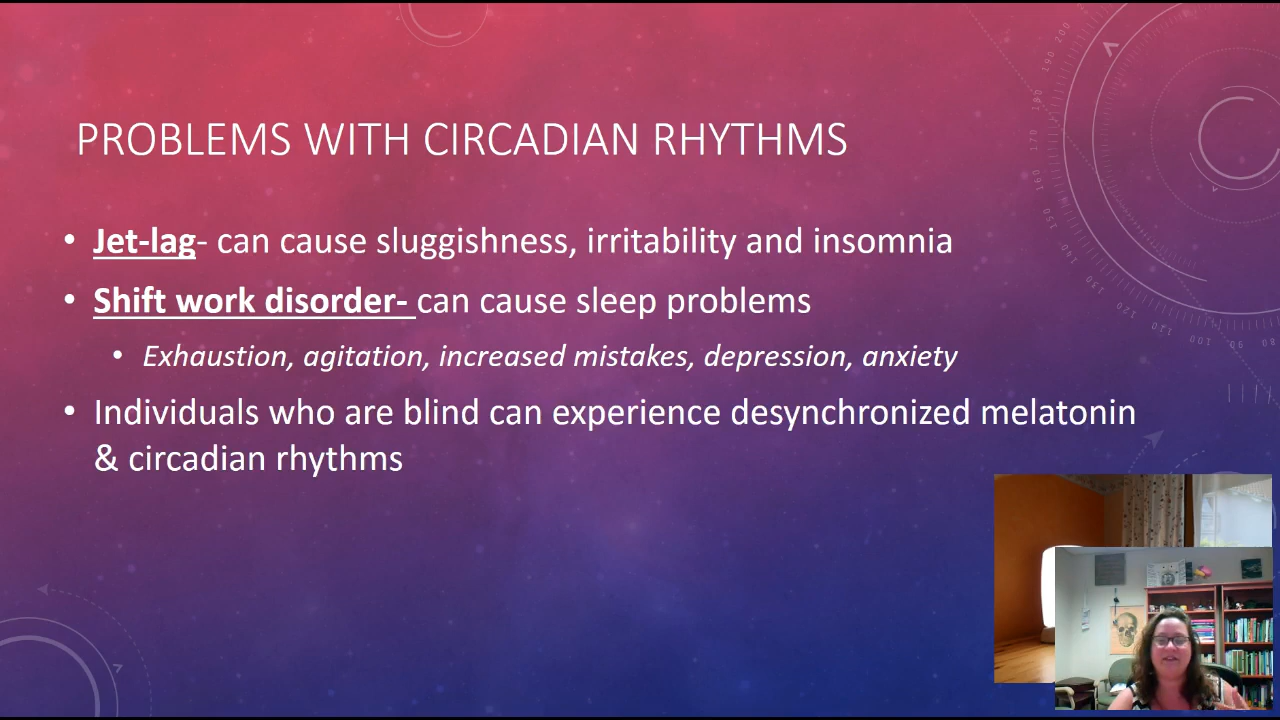 PROBLEMS WITH CIRCADIAN RHYTHMS
• Jet-lag- can cause sluggishness, irritability and insomnia
• Shift work disorder- can cause sleep problems
• Exhaustion, agitation, increased mistakes, depression, anxiety
• Individuals who are blind can experience desynchronized melatonin
& circadian rhythms